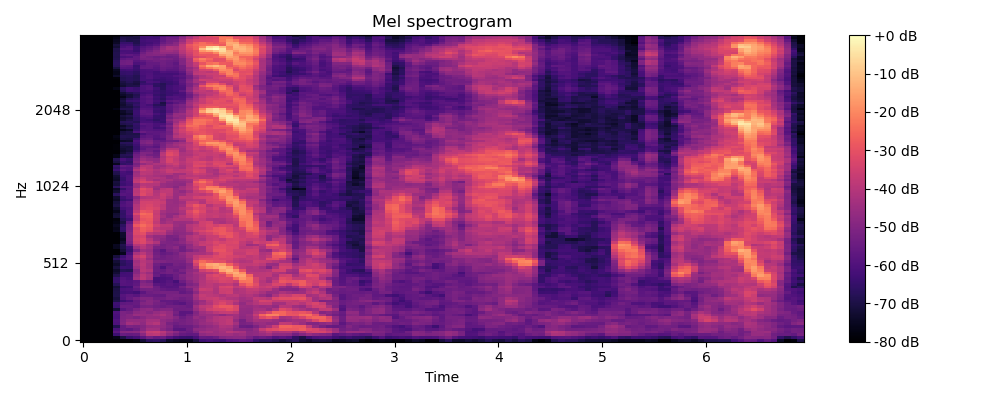 Mel spectrogram
+0 dB
2048
-10 dB
-20 dB
-30 dB
Hz
1024
-40 dB
-50 dB
512
-60 dB
-70 dB
0
-80 dB
0 1 2 3 4 5 6
Time